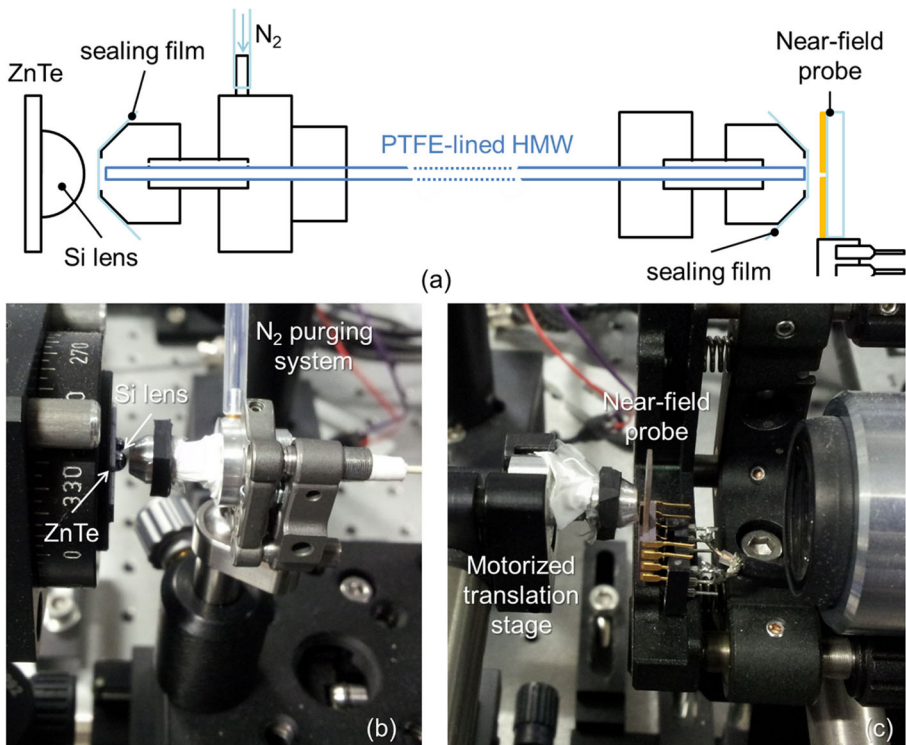 sealing film
N2
ZnTe
Near-field
probe
PTFE-lined HMW
Si lens
sealing film
(a)
N2 purging
system
270
Si lens
330
ZnTe
0
(b)
Near-field
probe
Motorized
translation
stage
(c)